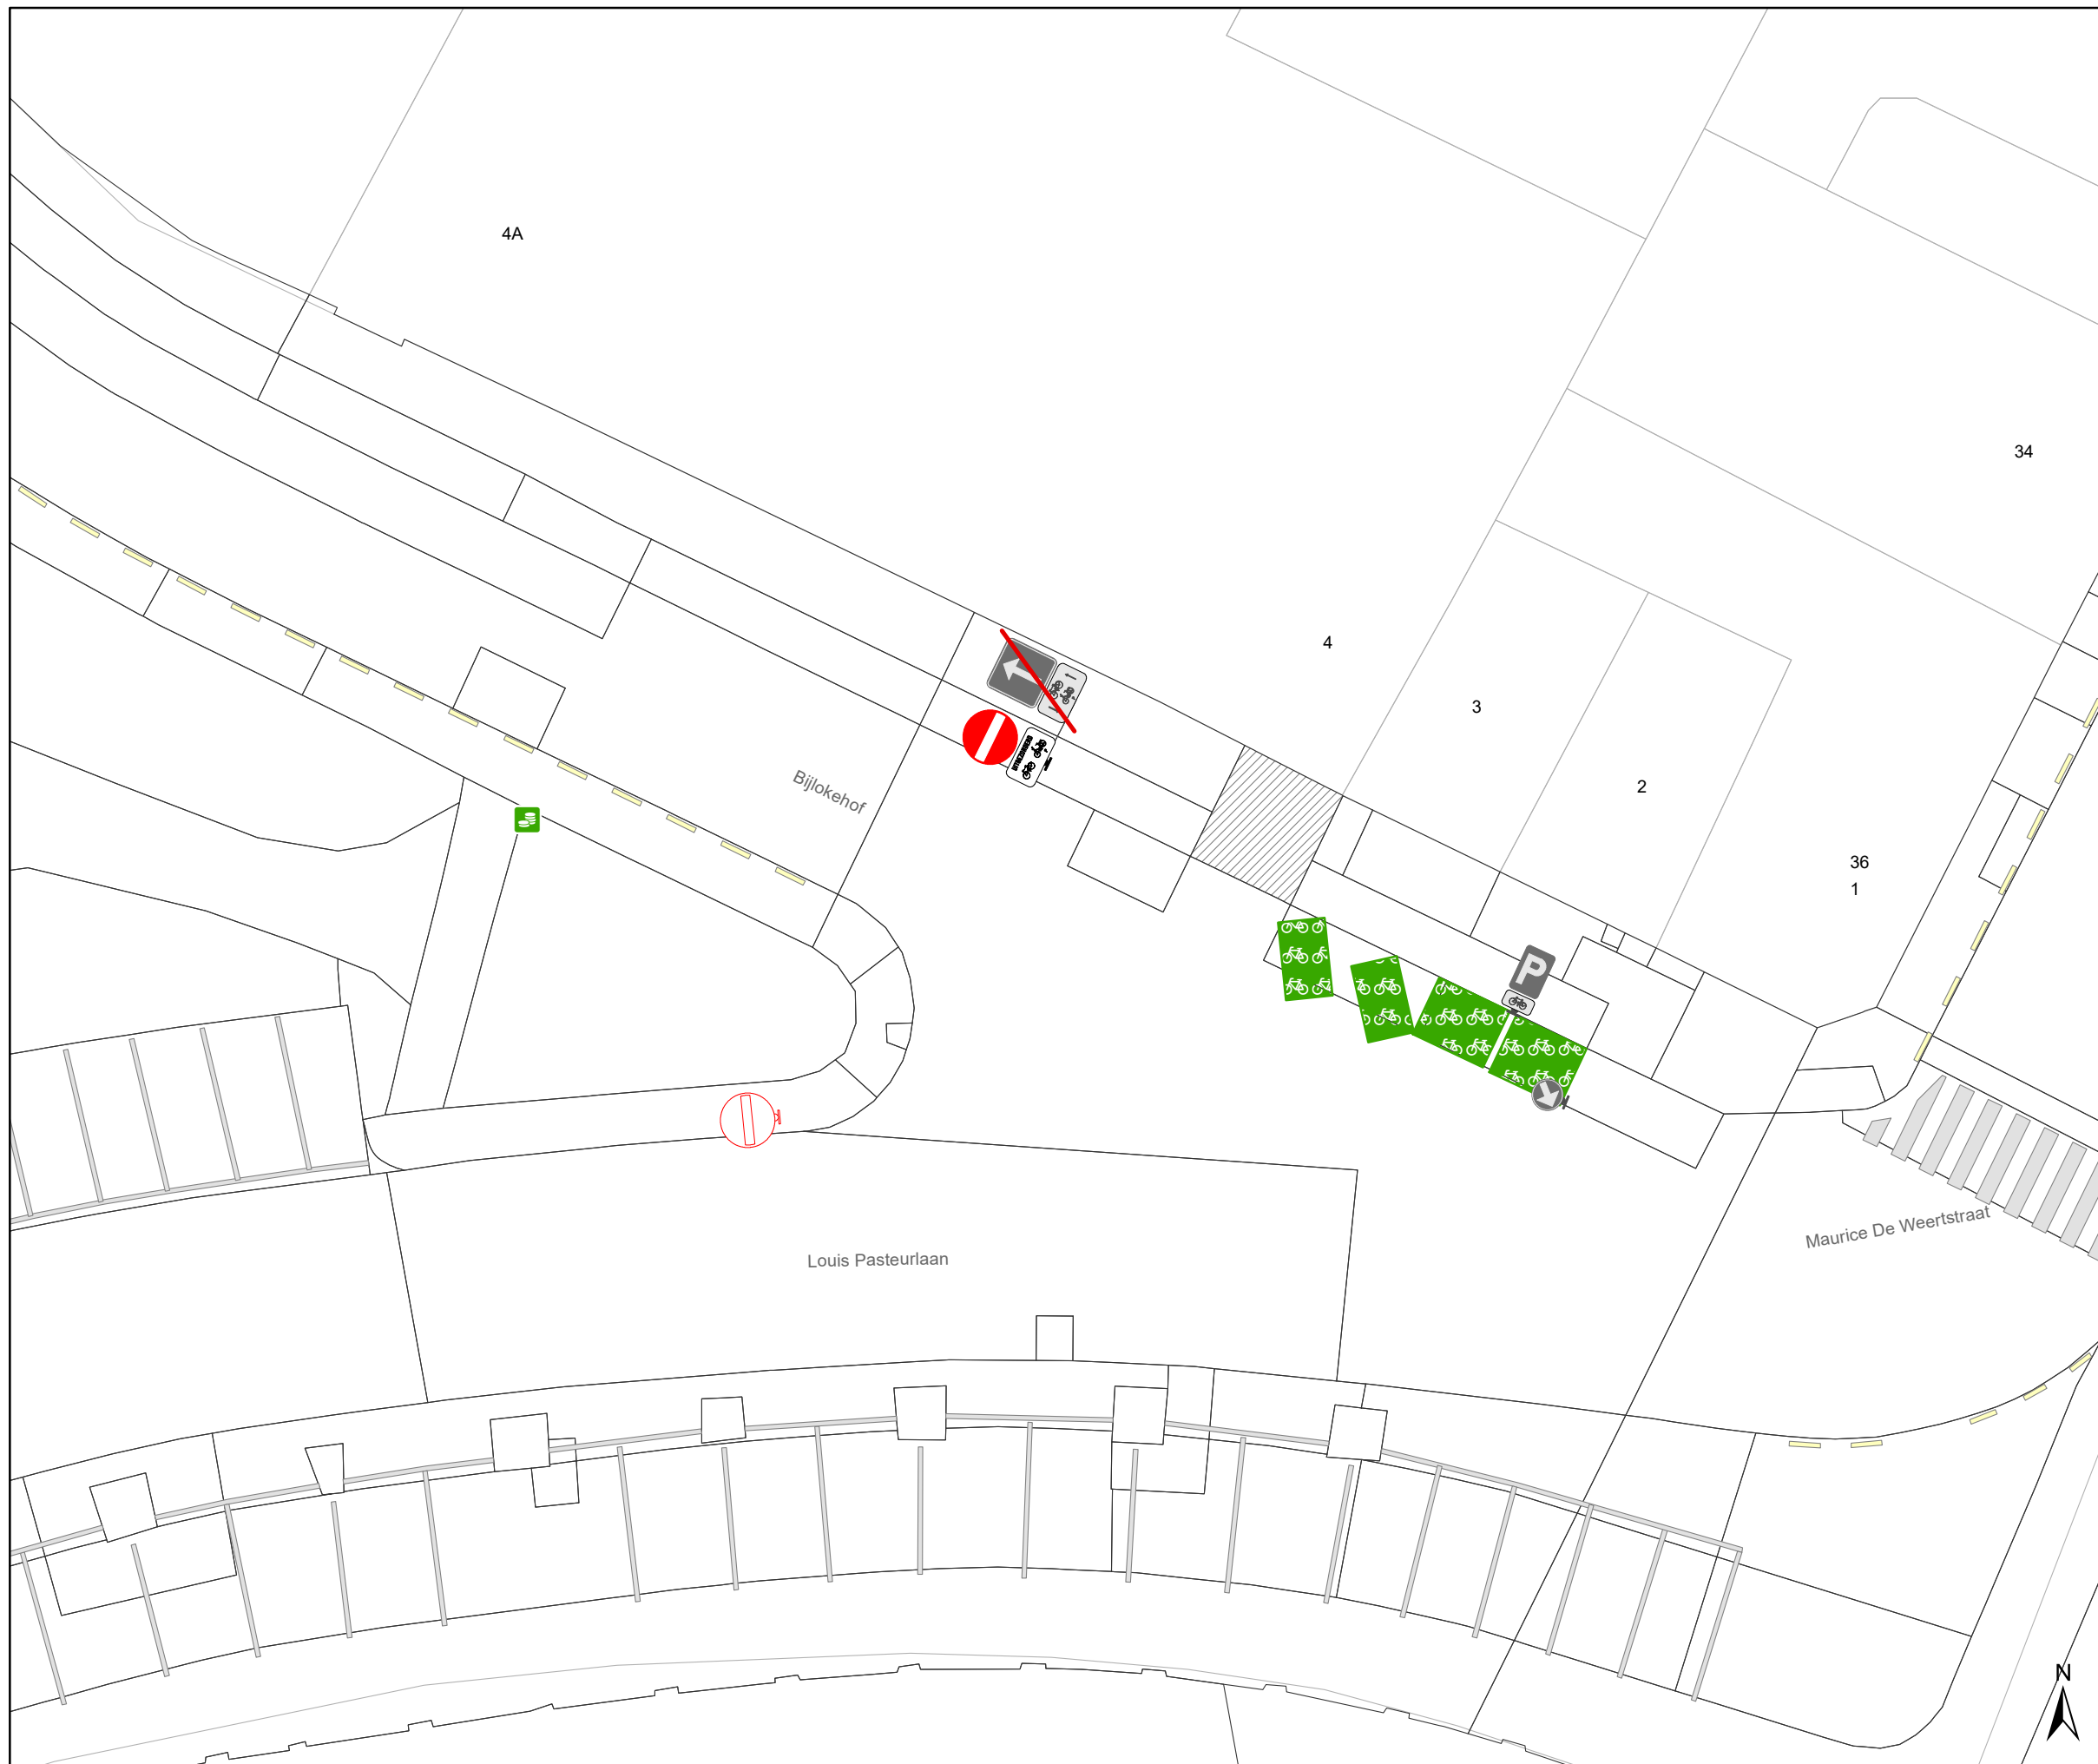 4A
34
4
3
2
Bijlokehof
36
1
P
Maurice De Weertstraat
Louis Pasteurlaan
N